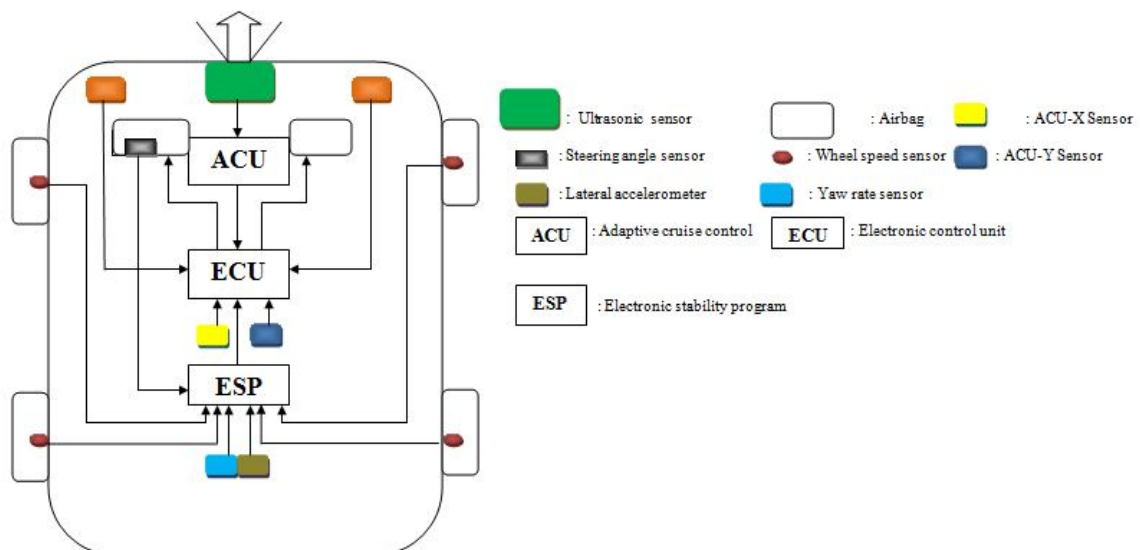 ACU
ECU
ESP
: Ultrasonic sensor
: Airbag
: ACU-X Sensor
: Steering angle sensor
: Wheel speed sensor
: ACU-Y Sensor
: Lateral accelerometer
: Yaw rate sensor
ACU : Adaptive cruise control
ECU : Electronic control unit
ESP : Electronic stability program